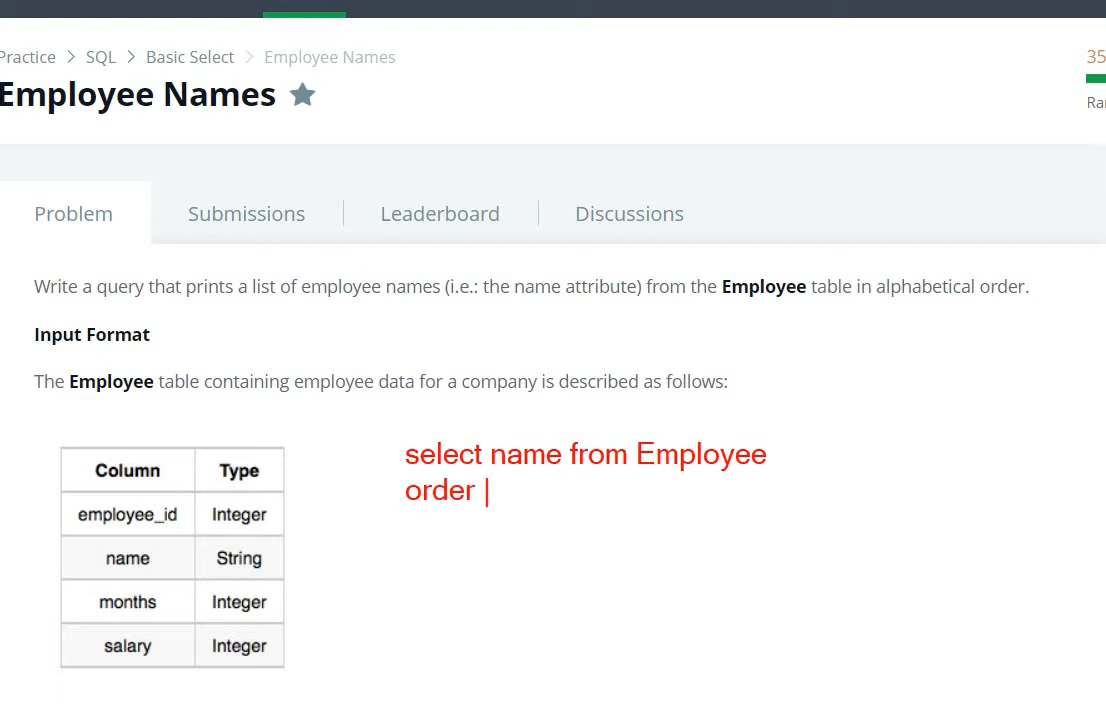 Practice > SQL > Basic Select > Employee Names
35
Employee Names
Ra
Problem
Submissions
Leaderboard
Discussions
Write a query that prints a list of employee names (i.e.: the name attribute) from the Employee table in alphabetical order.
Input Format
The Employee table containing employee data for a company is described as follows:
Column Type
employee_id Integer
name String
months Integer
salary Integer
select name from Employee
order